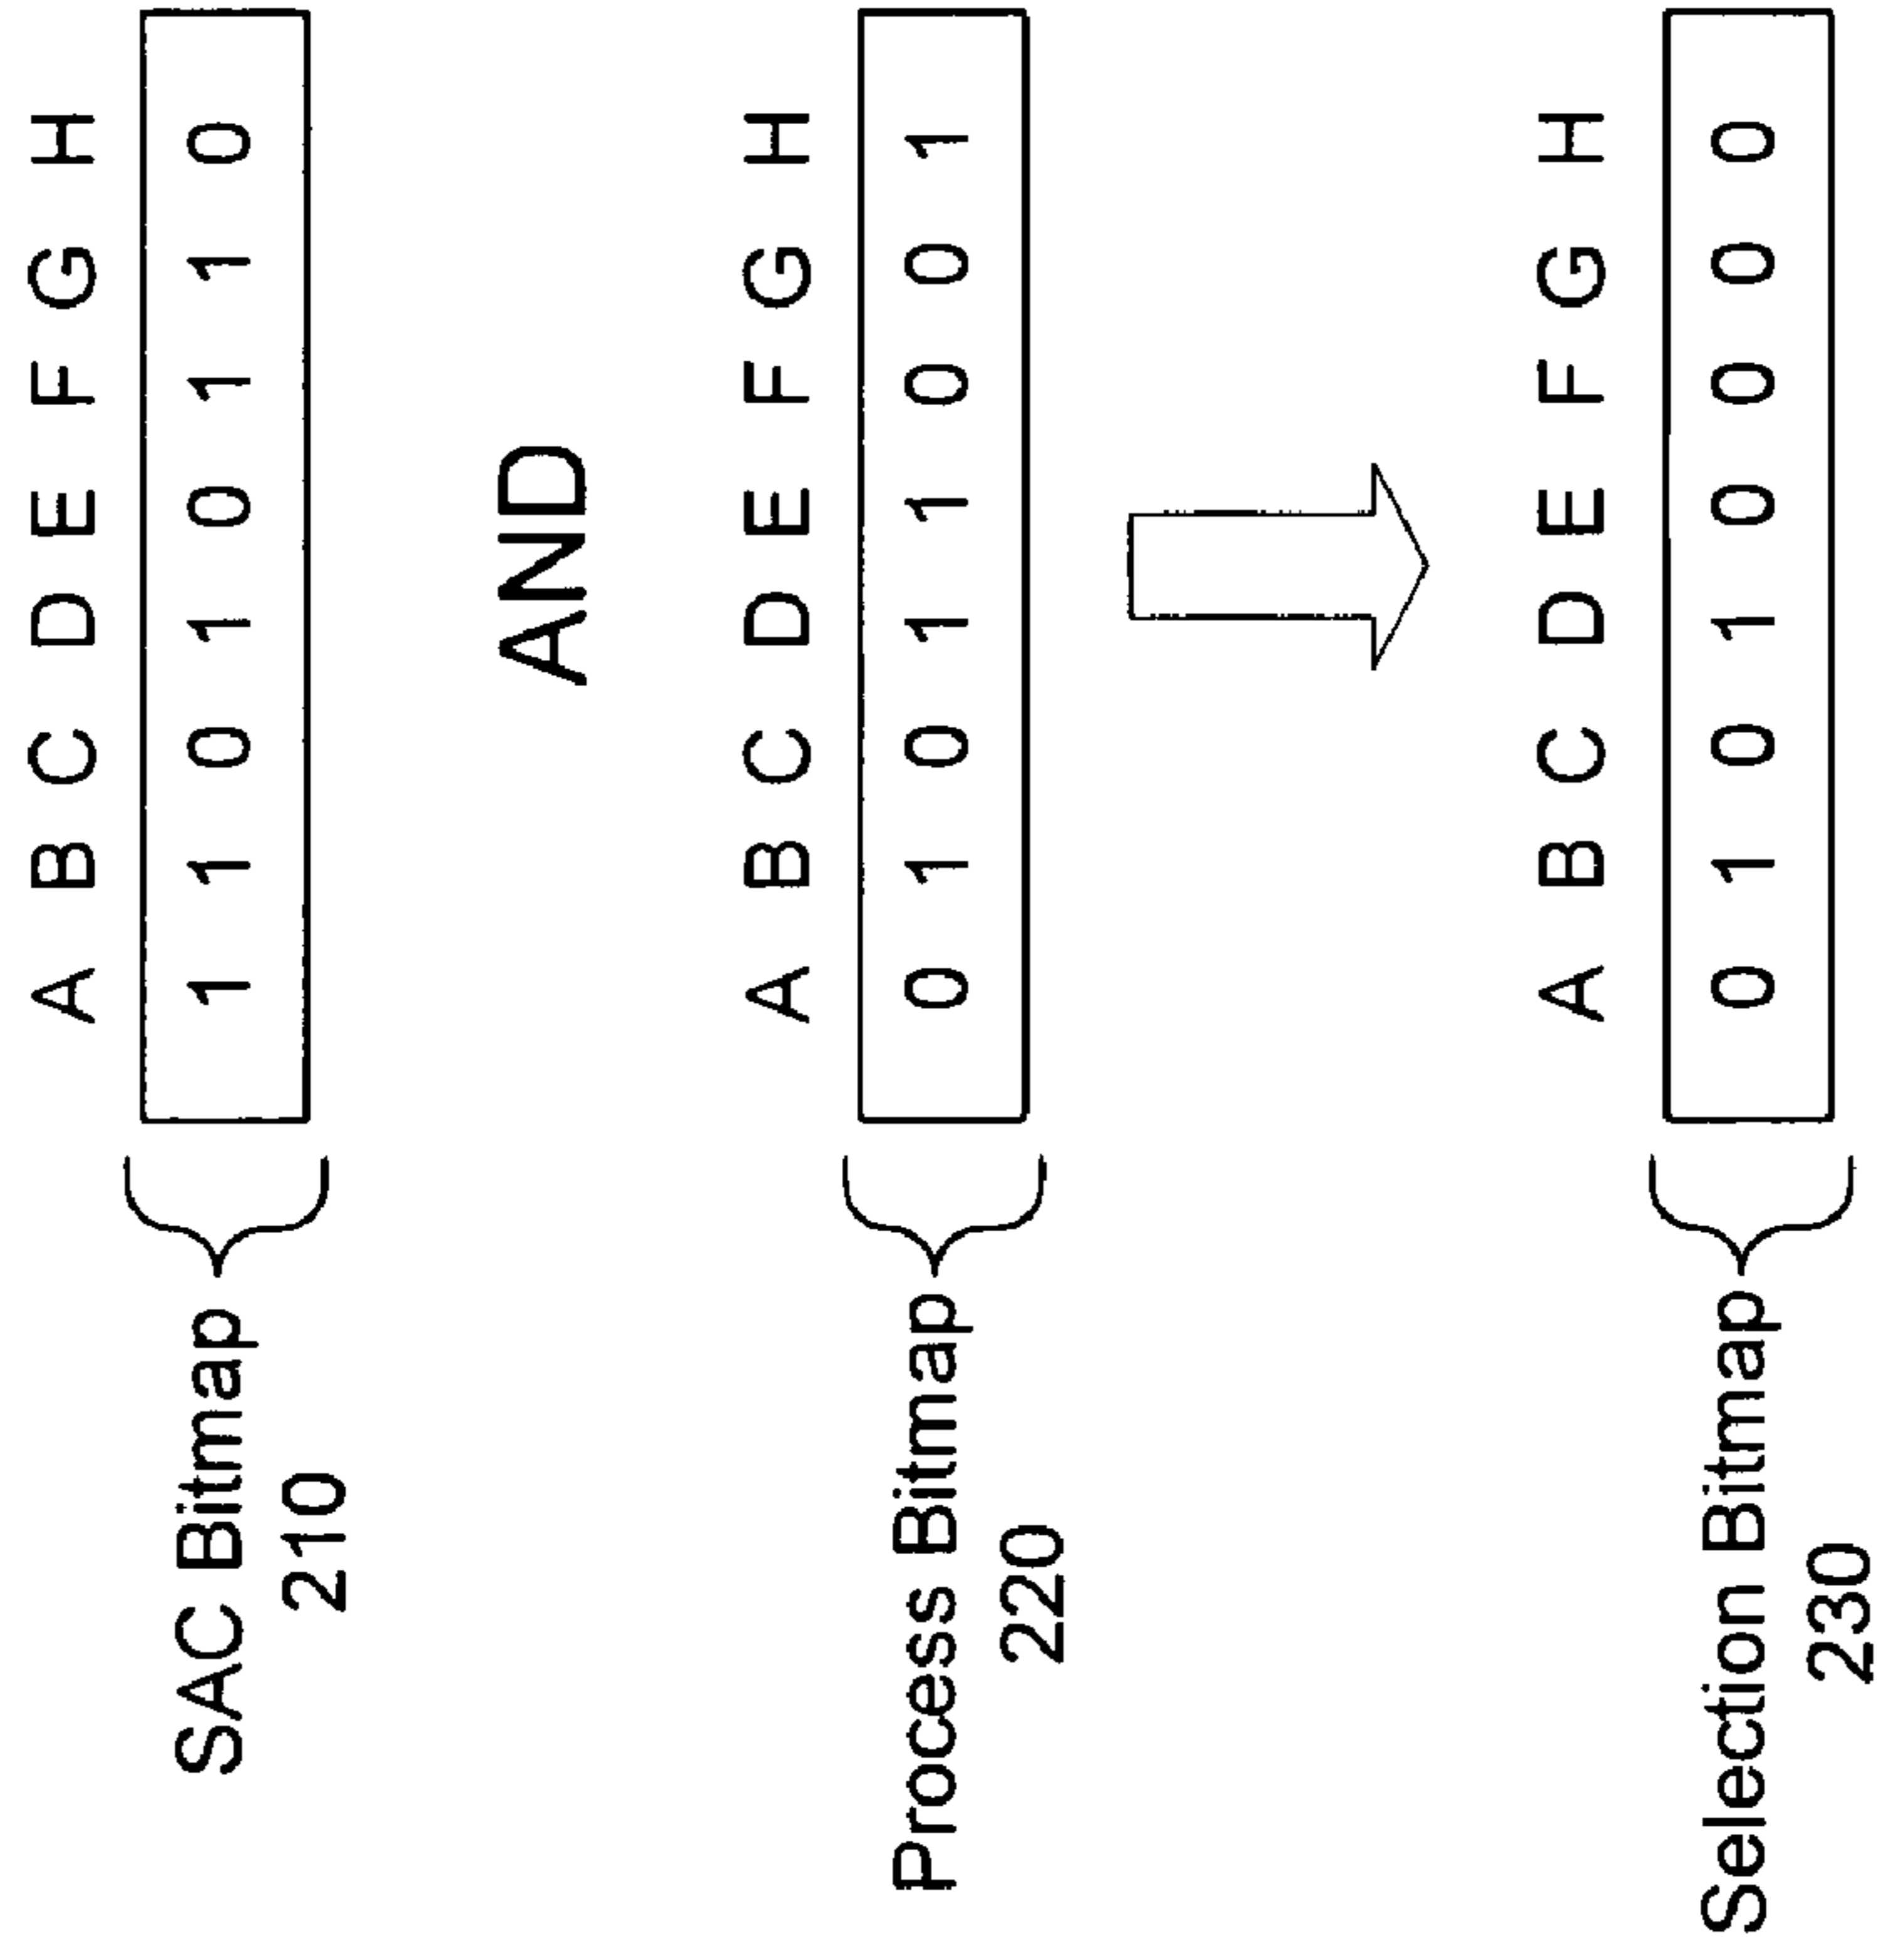 A B C D E F G H
SAC Bitmap 1 1 0 1 0 1 1 0
210
AND
A B C D E F G H
Process Bitmap 0 1 0 1 1 0 0 1
220
A B C D E F G H
Selection Bitmap 0 1 0 1 0 0 0 0
230